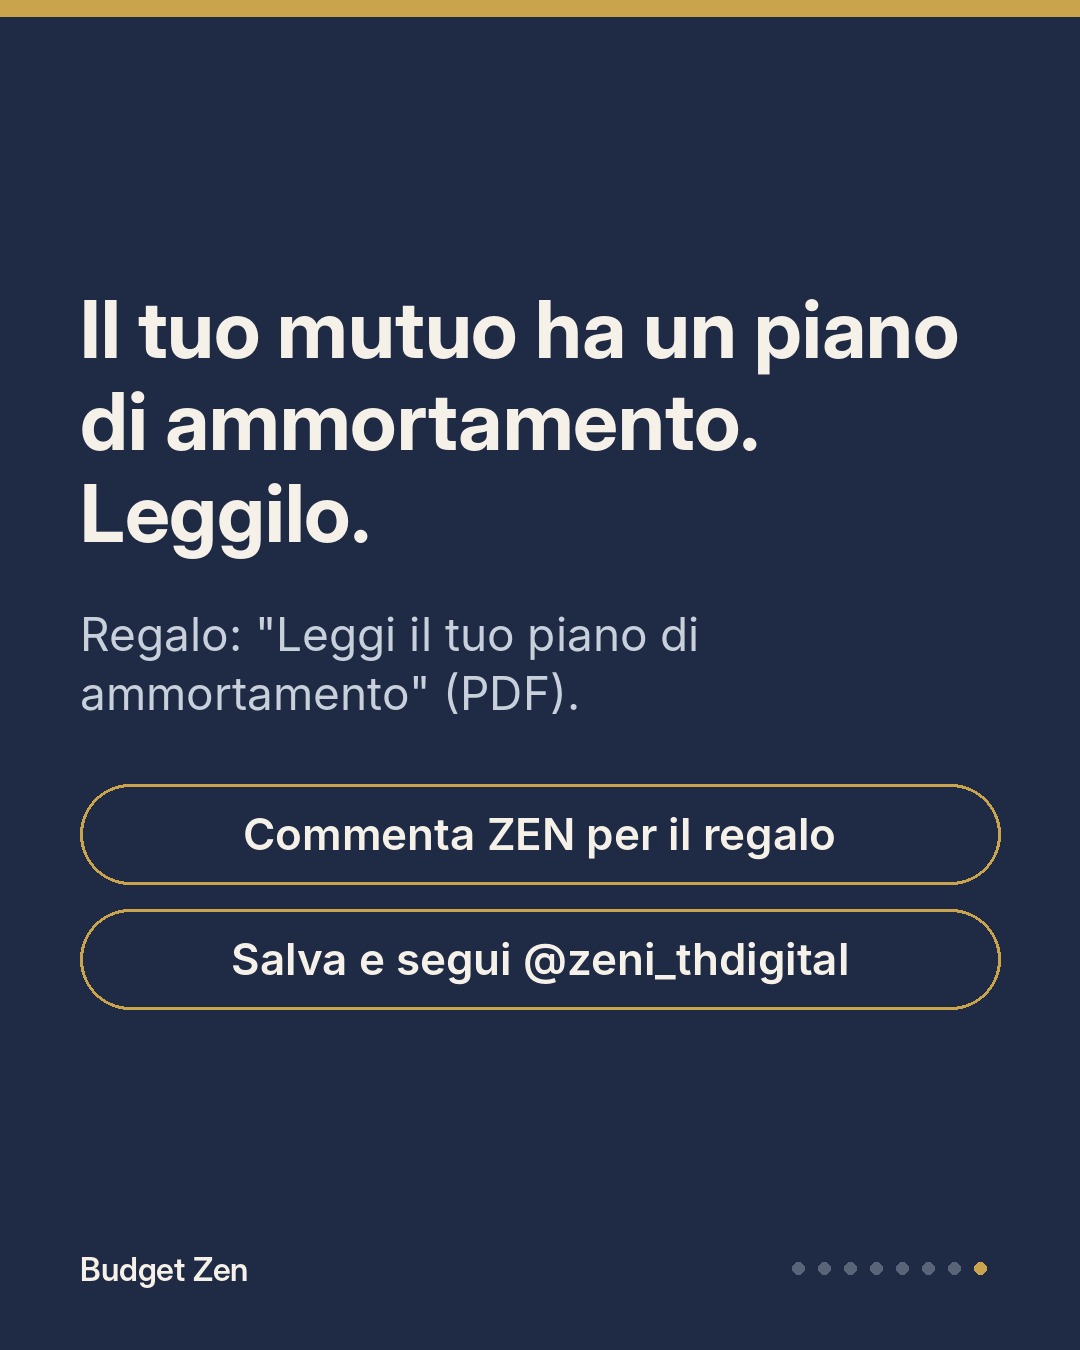 Il tuo mutuo ha un piano
di ammortamento.
Leggilo.
Regalo: "Leggi il tuo piano di
ammortamento" (PDF).
Commenta ZEN per il regalo
Salva e segui @zeni_thdigital
Budget Zen